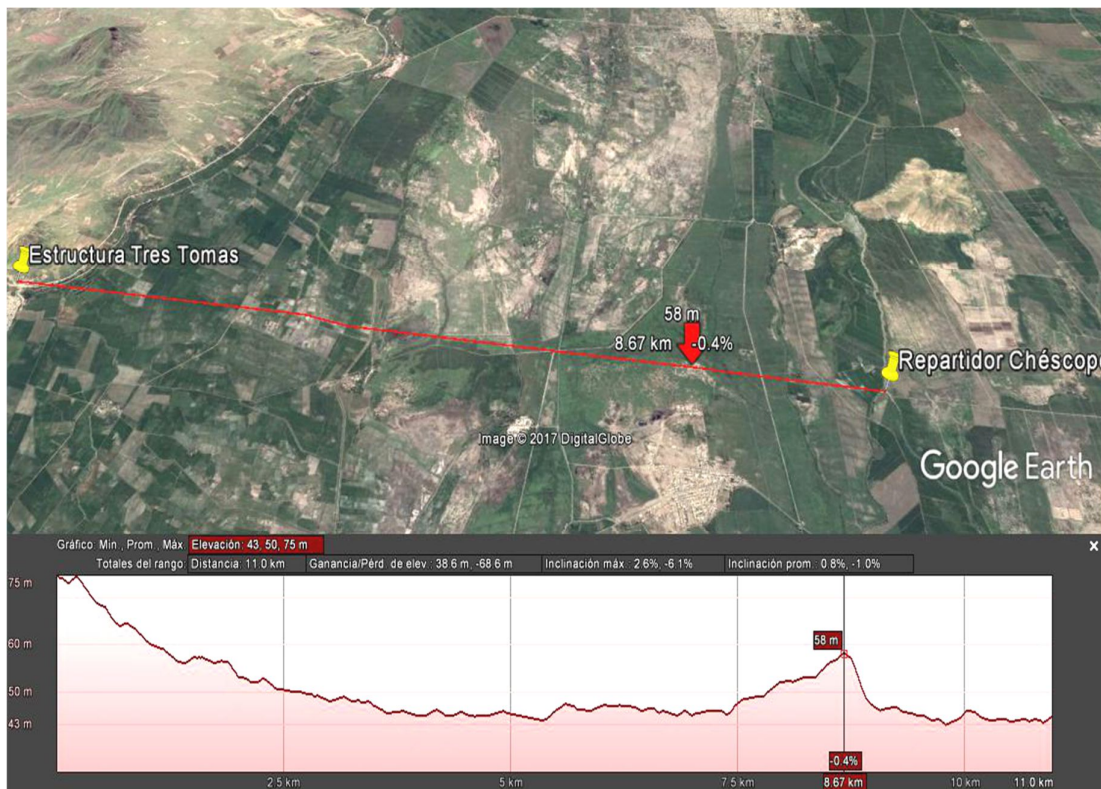 Estructura Tres Tomas
58 m
8.67 km -0.4%
Repartidor Chéscope
Image © 2017 DigitalGlobe
Google Earth
Gráfico: Min., Prom., Máx. Elevación: 43, 50, 75 m
x
Totales del rango: Distancia: 11.0 km Ganancia/Pérd. de elev.: 38.6 m, -68.6 m Inclinación máx.: 2.6%, -6.1% Inclinación prom.: 0.8%, -1.0%
75 m
60 m
58 m
50 m
43 m
-0.4%
2.5 km 5 km 7.5 km 8.67 km 10 km 11.0 km